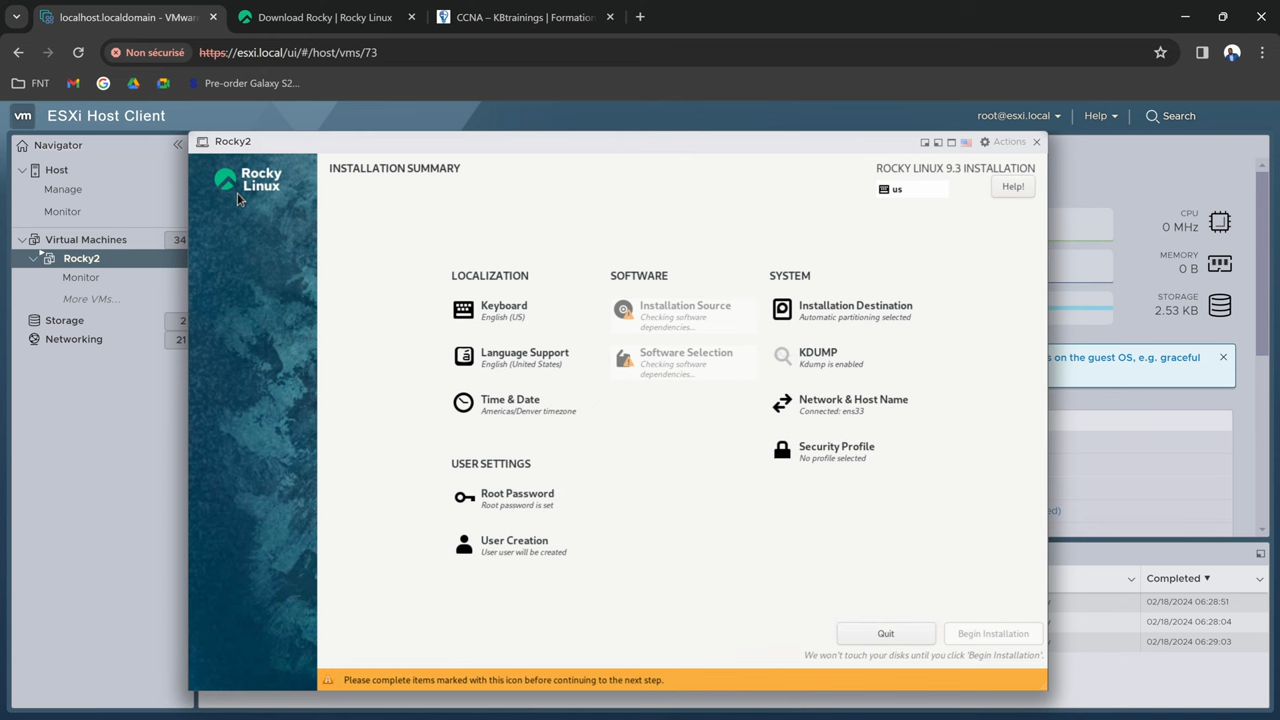 localhost.localdomain - VMwar
Download Rocky | Rocky Linux
CCNA – KBtrainings | Formation
Non sécurisé
https://esxi.local/ui/#/host/vms/73
FNT
Pre-order Galaxy S2...
vm
ESXi Host Client
root@esxi.local
Help
Search
Navigator
Host
Manage
Monitor
Virtual Machines
34
Rocky2
Monitor
More VMs...
Storage
2
Networking
21
Rocky2
Actions
Rocky
Linux
INSTALLATION SUMMARY
ROCKY LINUX 9.3 INSTALLATION
us
Help!
LOCALIZATION
Keyboard
English (US)
Language Support
English (United States)
Time & Date
Americas/Denver timezone
USER SETTINGS
Root Password
Root password is set
User Creation
User user will be created
SOFTWARE
Installation Source
Checking software
dependencies...
Software Selection
Checking software
dependencies...
SYSTEM
Installation Destination
Automatic partitioning selected
KDUMP
Kdump is enabled
Network & Host Name
Connected: ens33
Security Profile
No profile selected
Quit
Begin Installation
We won't touch your disks until you click 'Begin Installation'.
Please complete items marked with this icon before continuing to the next step.
CPU
0 MHz
MEMORY
0 B
STORAGE
2.53 KB
s on the guest OS, e.g. graceful
ed)
Completed
02/18/2024 06:28:51
02/18/2024 06:28:04
02/18/2024 06:29:03